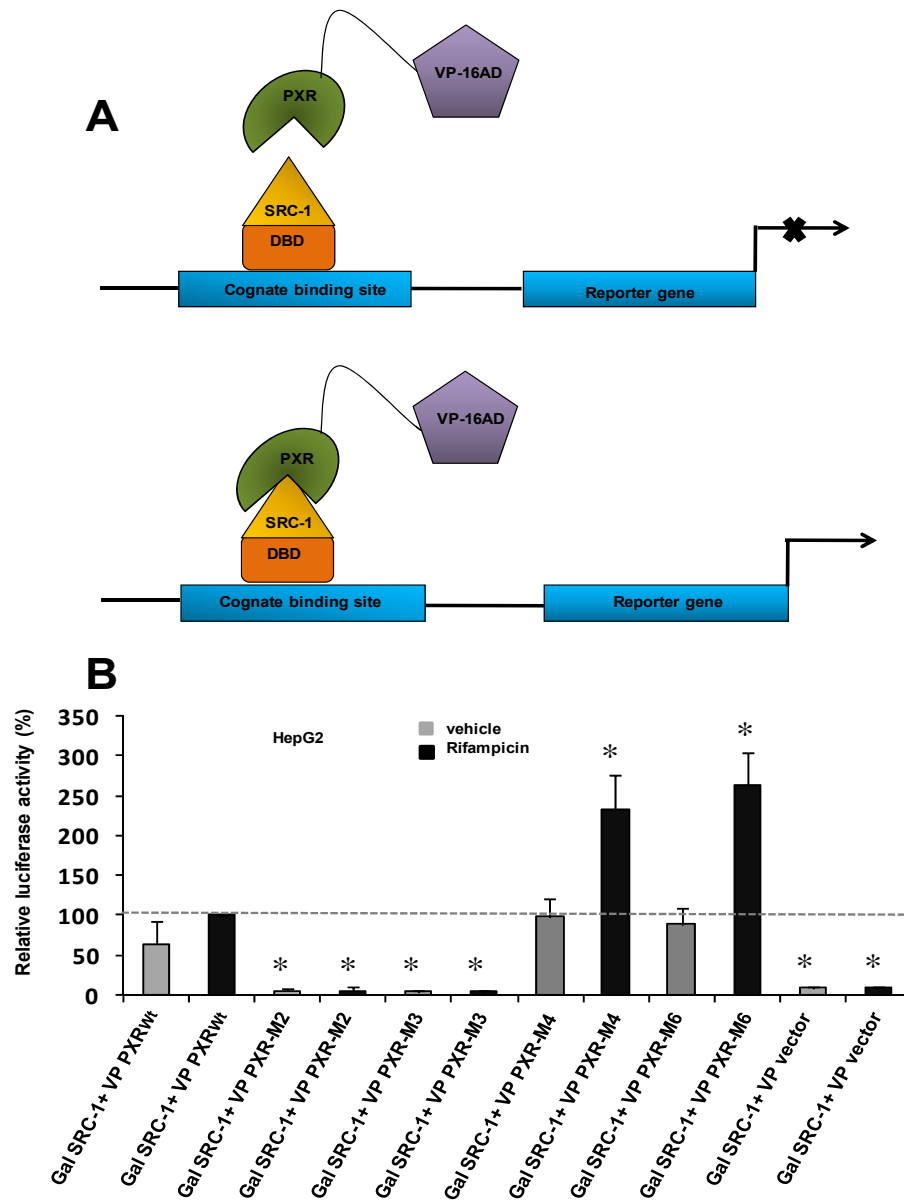 A
PXR
VP-16AD
SRC-1
DBD
Cognate binding site
Reporter gene
PXR
VP-16AD
SRC-1
DBD
Cognate binding site
Reporter gene
B
Relative luciferase activity (%)
350
300
250
200
150
100
50
0
HepG2
vehicle
Rifampicin
*
*
*
*
*
*
*
*
Gal SRC-1+ VP PXRwt
Gal SRC-1+ VP PXRwt
Gal SRC-1+ VP PXR-M2
Gal SRC-1+ VP PXR-M2
Gal SRC-1+ VP PXR-M3
Gal SRC-1+ VP PXR-M3
Gal SRC-1+ VP PXR-M4
Gal SRC-1+ VP PXR-M4
Gal SRC-1+ VP PXR-M6
Gal SRC-1+ VP PXR-M6
Gal SRC-1+ VP vector
Gal SRC-1+ VP vector